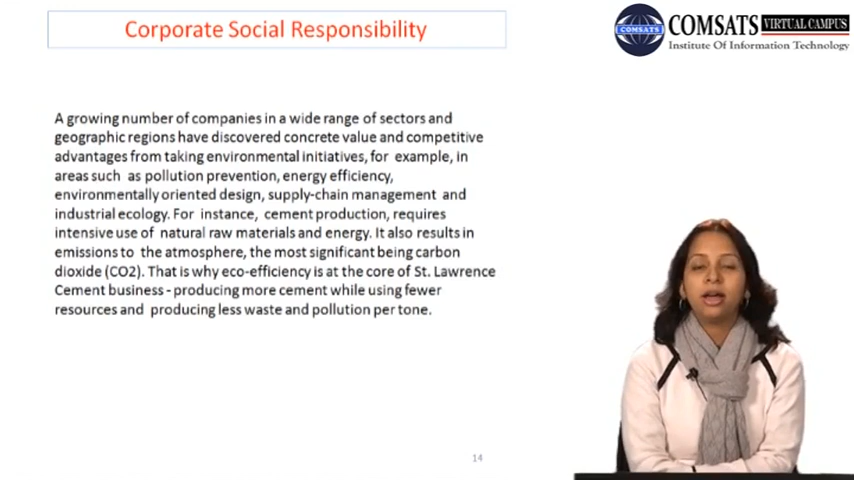 Corporate Social Responsibility
COMSATS
COMSATS VIRTUAL CAMPUS
Institute Of Information Technology
A growing number of companies in a wide range of sectors and
geographic regions have discovered concrete value and competitive
advantages from taking environmental initiatives, for example, in
areas such as pollution prevention, energy efficiency,
environmentally oriented design, supply-chain management and
industrial ecology. For instance, cement production, requires
intensive use of natural raw materials and energy. It also results in
emissions to the atmosphere, the most significant being carbon
dioxide (CO2). That is why eco-efficiency is at the core of St. Lawrence
Cement business - producing more cement while using fewer
resources and producing less waste and pollution per tone.
14